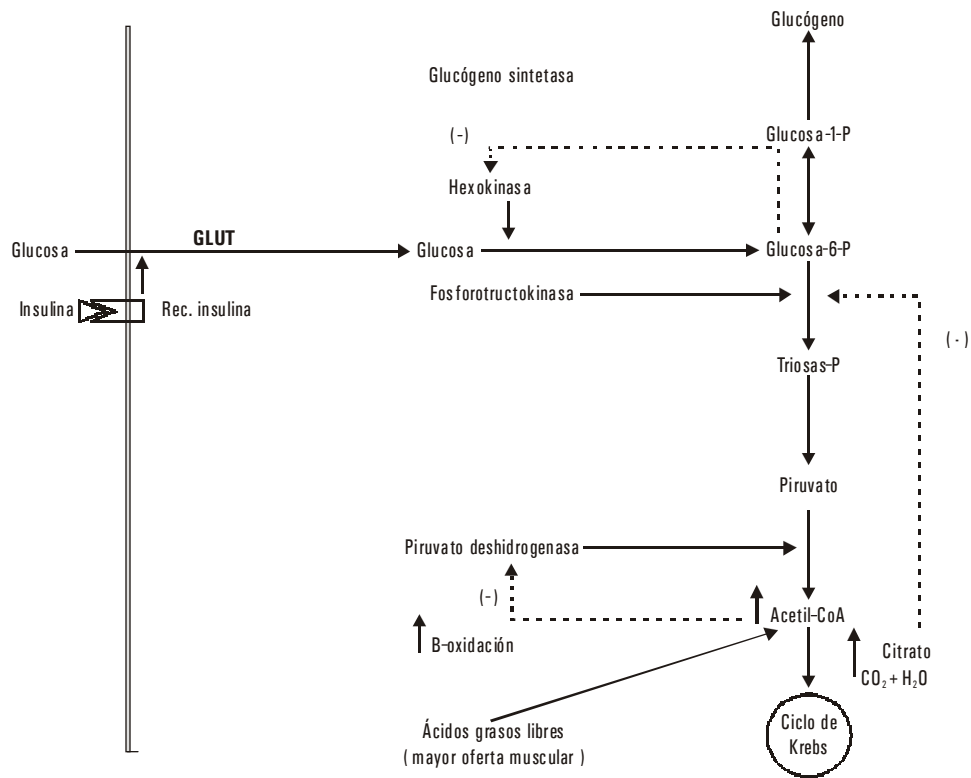 Glucógeno
Glucógeno sintetasa
(-)
Glucosa-1-P
Hexokinasa
GLUT
Glucosa
Glucosa
Glucosa-6-P
Insulina
Rec. insulina
Fosforotructokinasa
(-)
Triosas-P
Piruvato
Piruvato deshidrogenasa
(-)
Acetil-CoA
B-oxidación
Citrato
CO₂ + H₂O
Ácidos grasos libres
(mayor oferta muscular)
Ciclo de
Krebs